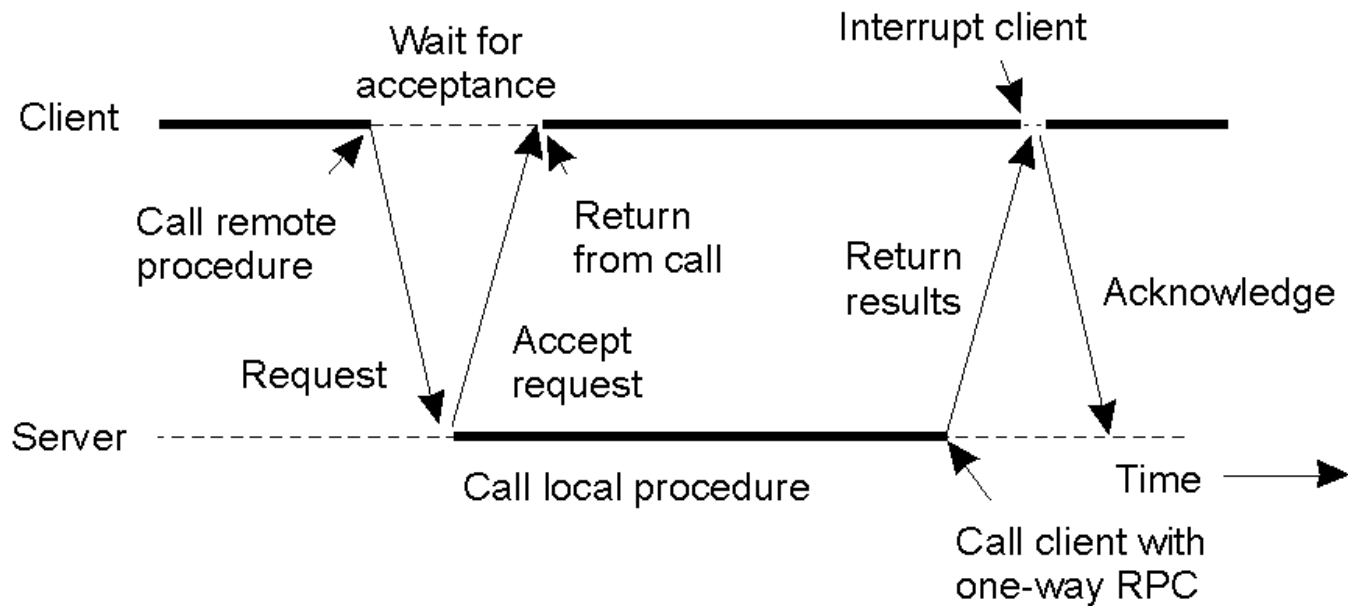 Interrupt client
Wait for
acceptance
Client
Call remote
procedure
Return
from call
Return
results
Acknowledge
Request
Accept
request
Server
Call local procedure
Time
Call client with
one-way RPC